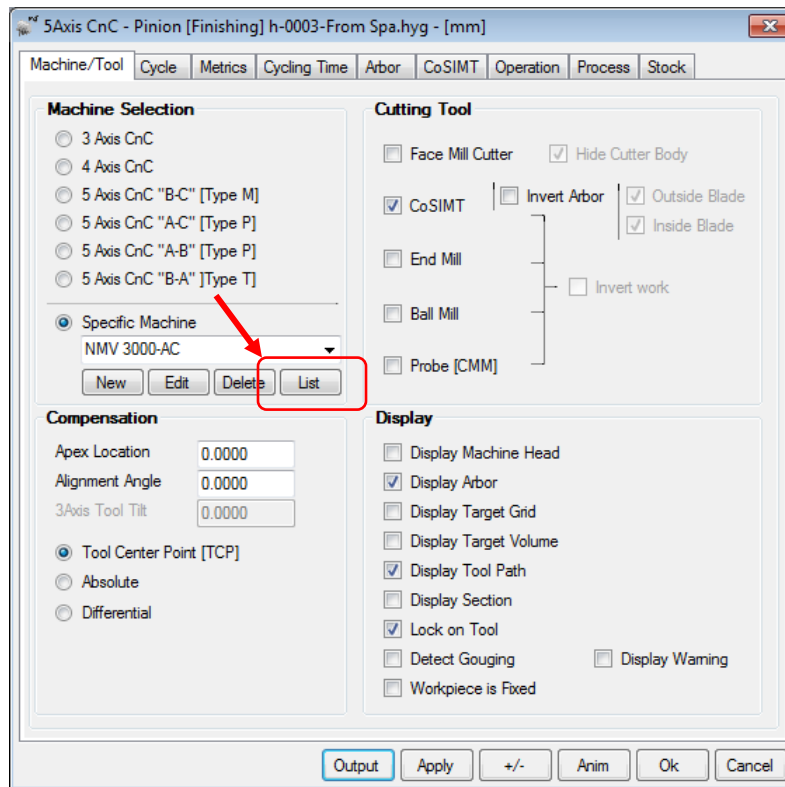 5Axis CnC - Pinion [Finishing] h-0003-From Spa.hyg - [mm]
Machine/Tool Cycle Metrics Cycling Time Arbor CoSIMT Operation Process Stock
Machine Selection
3 Axis CnC
4 Axis CnC
5 Axis CnC "B-C" [Type M]
5 Axis CnC "A-C" [Type P]
5 Axis CnC "A-B" [Type P]
5 Axis CnC "B-A" ]Type T]
Specific Machine
NMV 3000-AC
New Edit Delete List
Cutting Tool
Face Mill Cutter Hide Cutter Body
CoSIMT Invert Arbor Outside Blade
Inside Blade
End Mill
Invert work
Ball Mill
Probe [CMM]
Compensation
Apex Location 0.0000
Alignment Angle 0.0000
3Axis Tool Tilt 0.0000
Tool Center Point [TCP]
Absolute
Differential
Display
Display Machine Head
Display Arbor
Display Target Grid
Display Target Volume
Display Tool Path
Display Section
Lock on Tool
Detect Gouging Display Warning
Workpiece is Fixed
Output Apply +/- Anim Ok Cancel